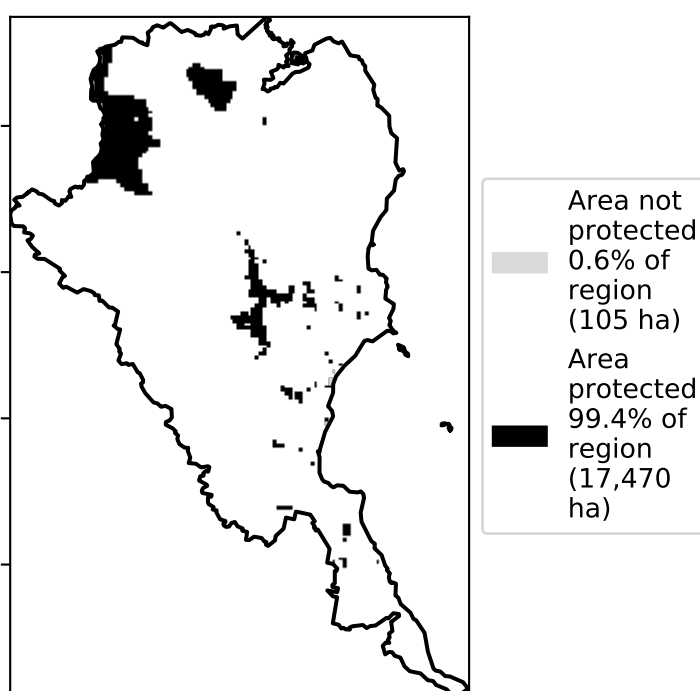 Area not
protected
0.6% of
region
(105 ha)
Area
protected
99.4% of
region
(17,470
ha)